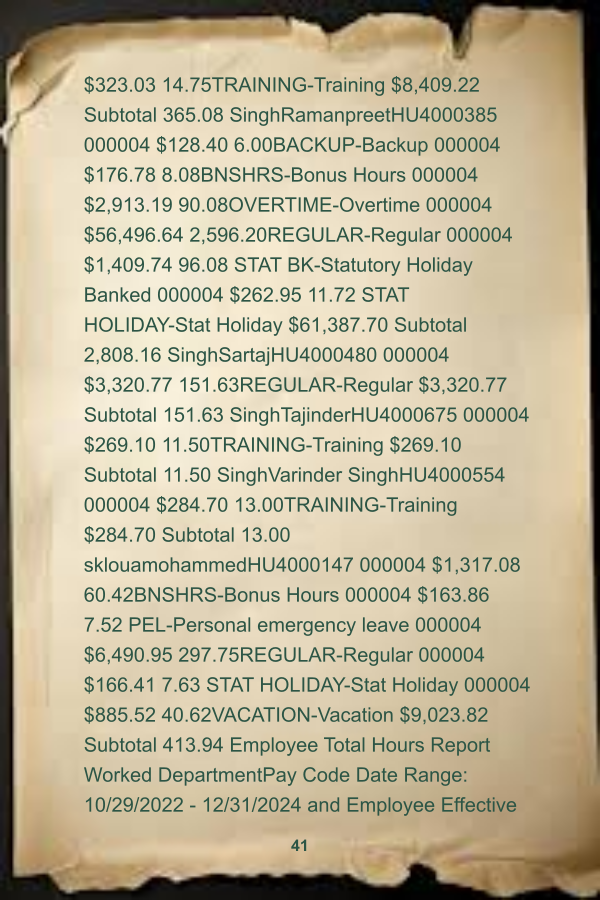 $323.03 14.75TRAINING-Training $8,409.22
Subtotal 365.08 SinghRamanpreetHU4000385
000004 $128.40 6.00BACKUP-Backup 000004
$176.78 8.08BNSHRS-Bonus Hours 000004
$2,913.19 90.08OVERTIME-Overtime 000004
$56,496.64 2,596.20REGULAR-Regular 000004
$1,409.74 96.08 STAT BK-Statutory Holiday
Banked 000004 $262.95 11.72 STAT
HOLIDAY-Stat Holiday $61,387.70 Subtotal
2,808.16 SinghSartajHU4000480 000004
$3,320.77 151.63REGULAR-Regular $3,320.77
Subtotal 151.63 SinghTajinderHU4000675 000004
$269.10 11.50TRAINING-Training $269.10
Subtotal 11.50 SinghVarinder SinghHU4000554
000004 $284.70 13.00TRAINING-Training
$284.70 Subtotal 13.00
sklouamohammedHU4000147 000004 $1,317.08
60.42BNSHRS-Bonus Hours 000004 $163.86
7.52 PEL-Personal emergency leave 000004
$6,490.95 297.75REGULAR-Regular 000004
$166.41 7.63 STAT HOLIDAY-Stat Holiday 000004
$885.52 40.62VACATION-Vacation $9,023.82
Subtotal 413.94 Employee Total Hours Report
Worked DepartmentPay Code Date Range:
10/29/2022 - 12/31/2024 and Employee Effective
41